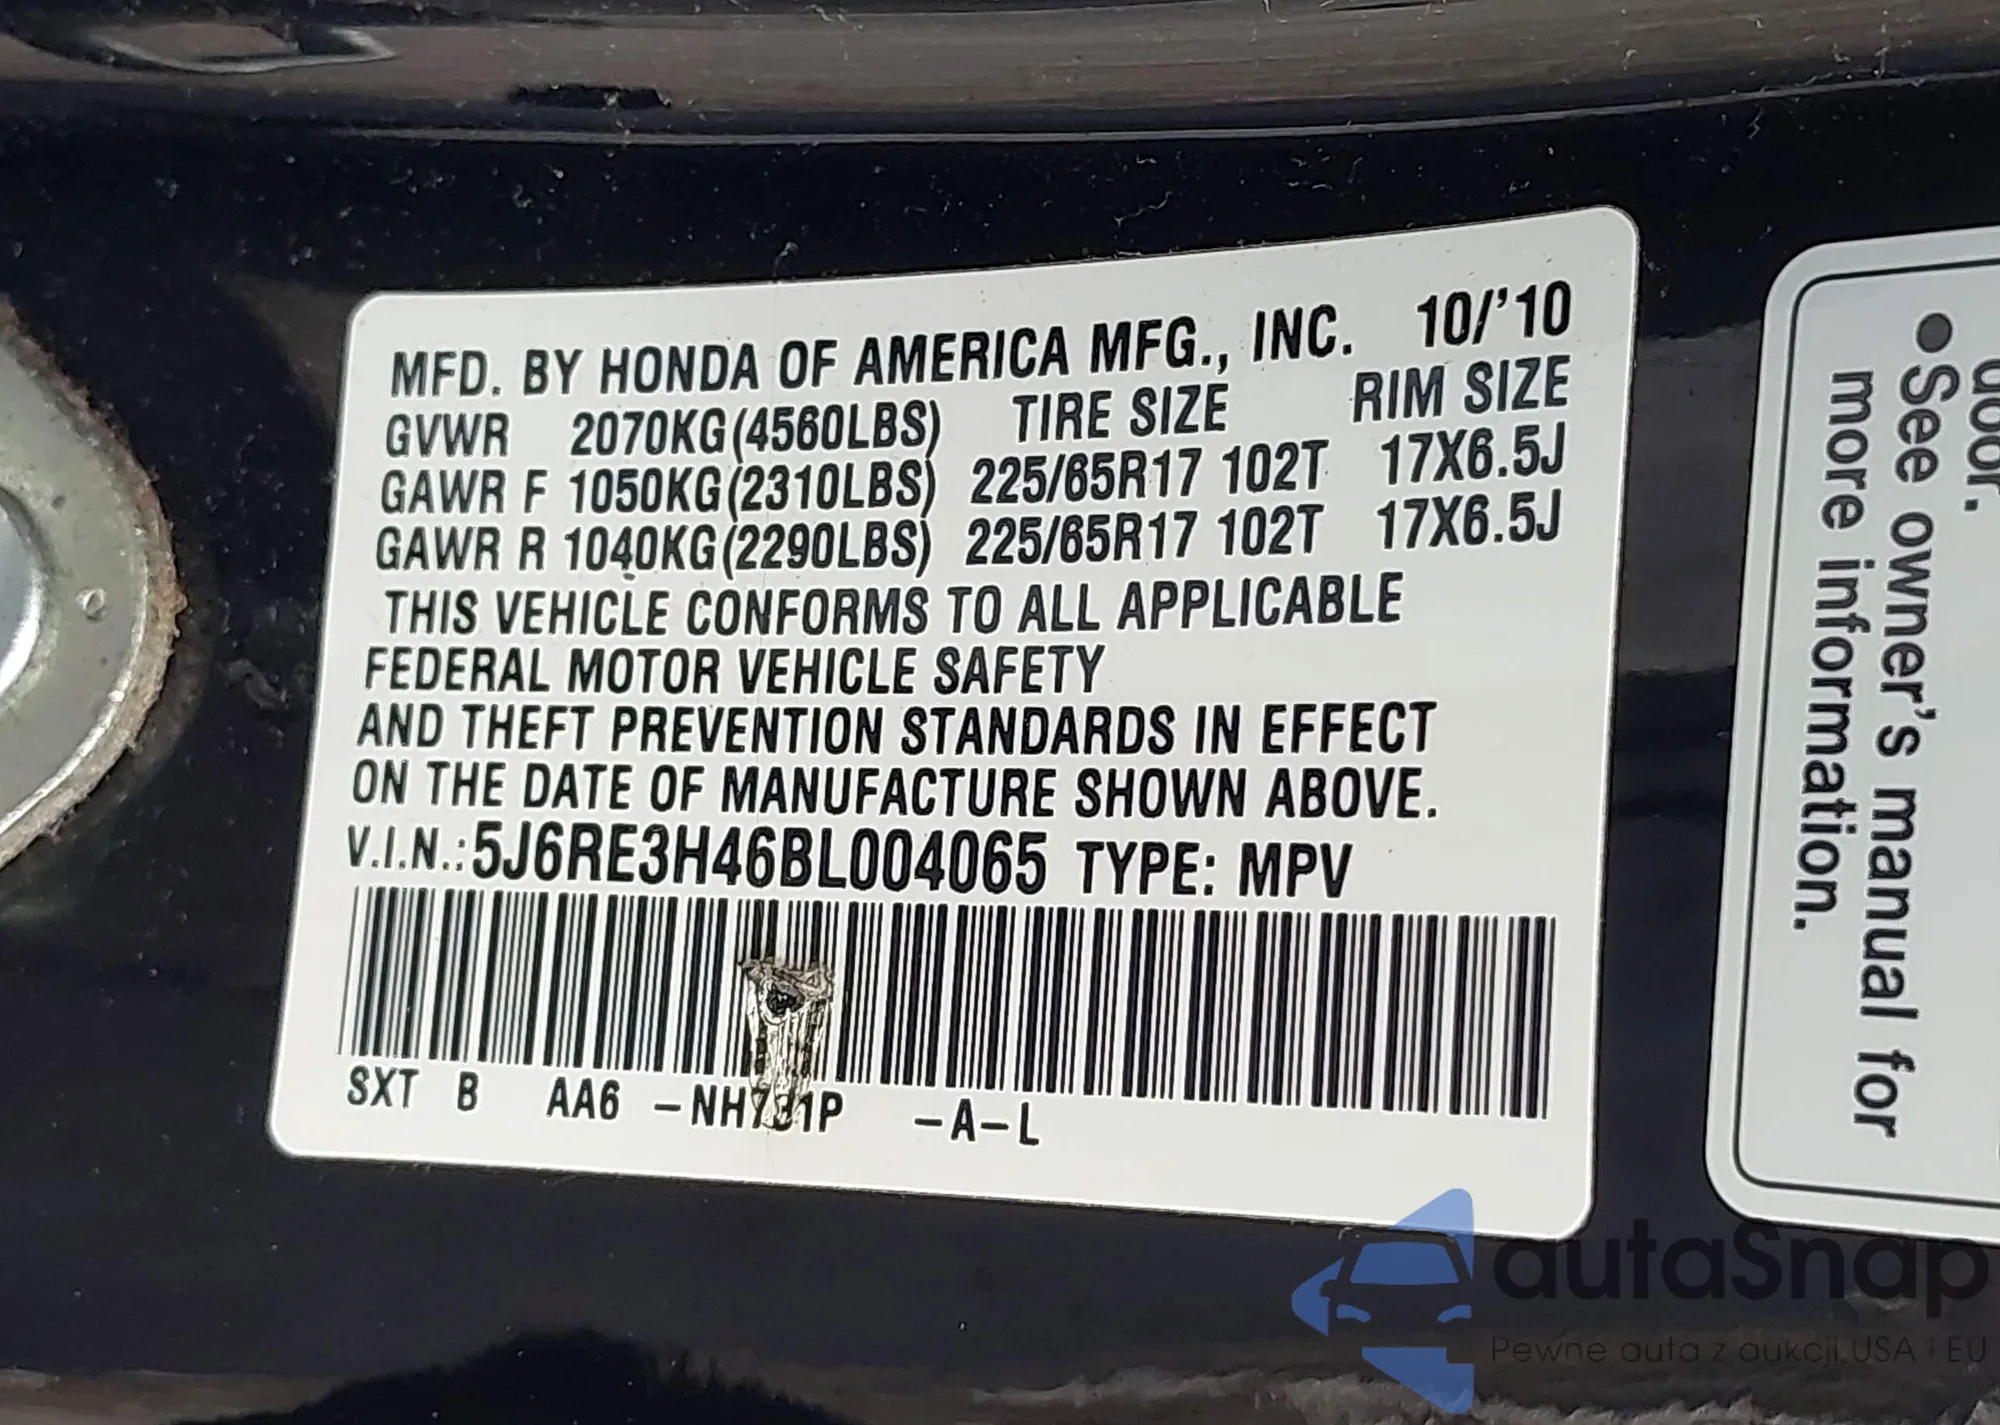 MFD. BY HONDA OF AMERICA MFG., INC. 10/'10
GVWR 2070KG(4560LBS) TIRE SIZE RIM SIZE
GAWR F 1050KG(2310LBS) 225/65R17 102T 17X6.5J
GAWR R 1040KG(2290LBS) 225/65R17 102T 17X6.5J
THIS VEHICLE CONFORMS TO ALL APPLICABLE
FEDERAL MOTOR VEHICLE SAFETY
AND THEFT PREVENTION STANDARDS IN EFFECT
ON THE DATE OF MANUFACTURE SHOWN ABOVE.
V.I.N.:5J6RE3H46BL004065 TYPE: MPV
SXT B AA6 -NH731P -A-L
door.
●See owner's manual for
more information.
autaSnap
Pewne auta z aukcji USA i EU